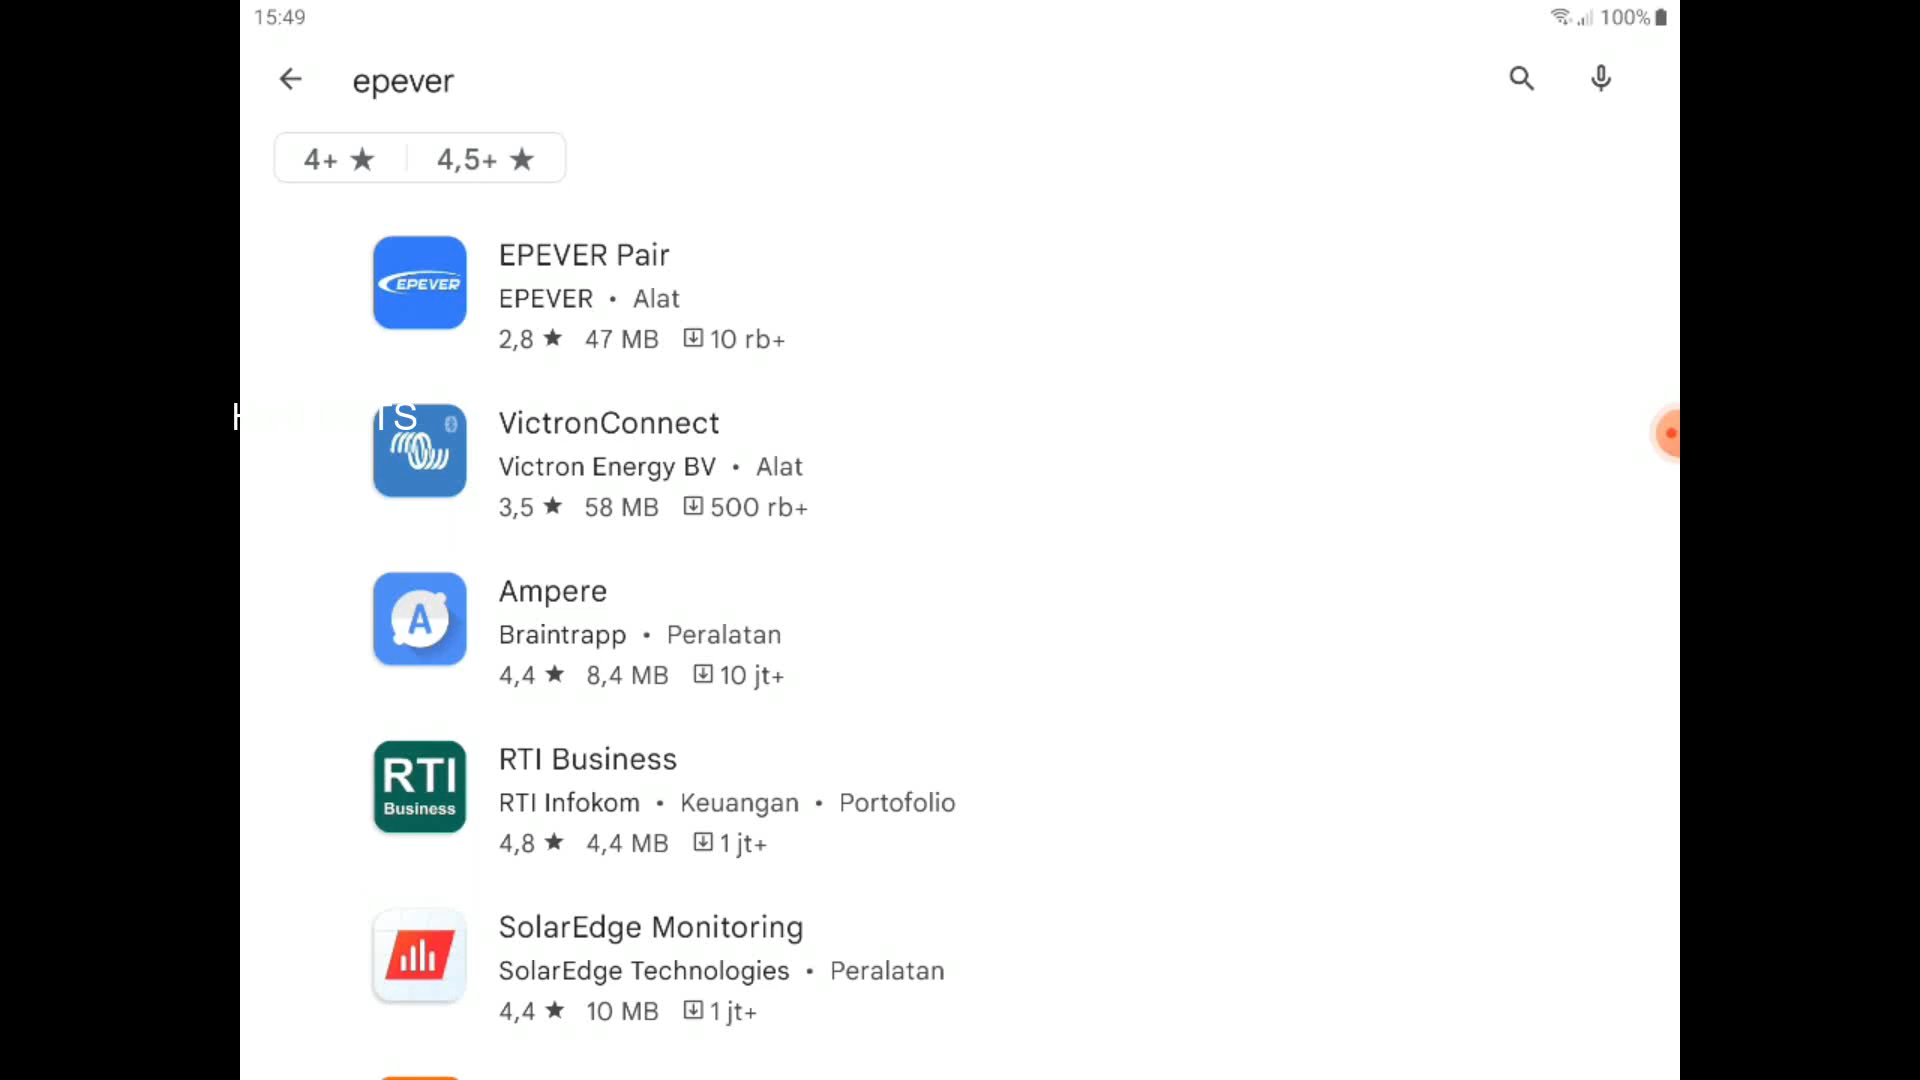 15:49
100%
epever
4+ ★
4,5+ ★
EPEVER
EPEVER Pair
EPEVER • Alat
2,8 ★ 47 MB 10 rb+
VictronConnect
Victron Energy BV • Alat
3,5 ★ 58 MB 500 rb+
A
Ampere
Braintrapp • Peralatan
4,4 ★ 8,4 MB 10 jt+
RTI
Business
RTI Business
RTI Infokom • Keuangan • Portofolio
4,8 ★ 4,4 MB 1 jt+
SolarEdge Monitoring
SolarEdge Technologies • Peralatan
4,4 ★ 10 MB 1 jt+